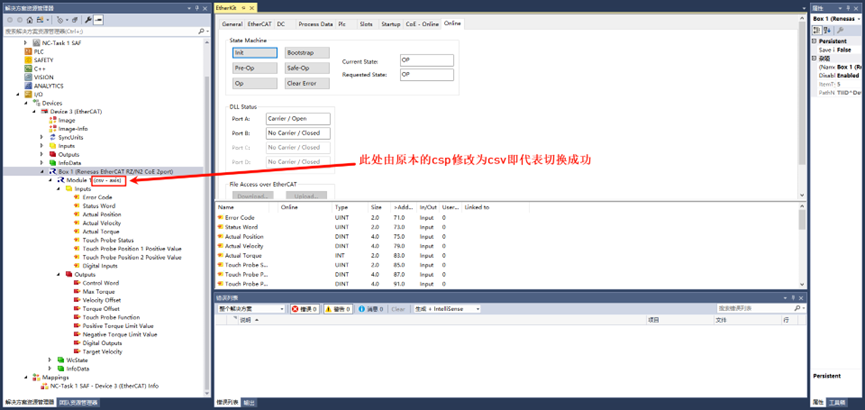 解决方案资源管理器
搜索解决方案资源管理器(Ctrl+;)
NC-Task 1 SAF
PLC
SAFETY
C++
VISION
ANALYTICS
I/O
Devices
Device 3 (EtherCAT)
Image
Image-Info
SyncUnits
Inputs
Outputs
InfoData
Box 1 (Renesas EtherCAT RZ/N2 CoE 2port)
Module 1 (csv - axis)
Inputs
Error Code
Status Word
Actual Position
Actual Velocity
Actual Torque
Touch Probe Status
Touch Probe Position 1 Positive Value
Touch Probe Position 2 Positive Value
Digital Inputs
Outputs
Control Word
Max Torque
Velocity Offset
Torque Offset
Touch Probe Function
Positive Torque Limit Value
Negative Torque Limit Value
Digital Outputs
Target Velocity
WcState
InfoData
Mappings
NC-Task 1 SAF - Device 3 (EtherCAT) Info
解决方案资源管理器 团队资源管理器
EtherKit
General EtherCAT DC Process Data Plc Slots Startup CoE - Online Online
State Machine
Init Bootstrap
Pre-Op Safe-Op
Op Clear Error
Current State: OP
Requested State: OP
DLL Status
Port A: Carrier / Open
Port B: No Carrier / Closed
Port C: No Carrier / Closed
Port D: No Carrier / Closed
File Access over EtherCAT
Download... Upload...
此处由原本的csp修改为csv即代表切换成功
Name Online Type Size >Add... In/Out User... Linked to
Error Code UINT 2.0 71.0 Input 0
Status Word UINT 2.0 73.0 Input 0
Actual Position DINT 4.0 75.0 Input 0
Actual Velocity DINT 4.0 79.0 Input 0
Actual Torque INT 2.0 83.0 Input 0
Touch Probe S... UINT 2.0 85.0 Input 0
Touch Probe P... DINT 4.0 87.0 Input 0
Touch Probe P... DINT 4.0 91.0 Input 0
错误列表
整个解决方案 错误 0 警告 0 消息 0 Clear 生成 + IntelliSense 搜索错误列表
说明 项目 文件 行
错误列表 输出
属性
Box 1 (Renesas
Persistent
Save i False
杂项
(Nam Box 1 (Re
Disabl Enabled
ItemT 5
PathN TIID^De
Persistent
属性 工具箱